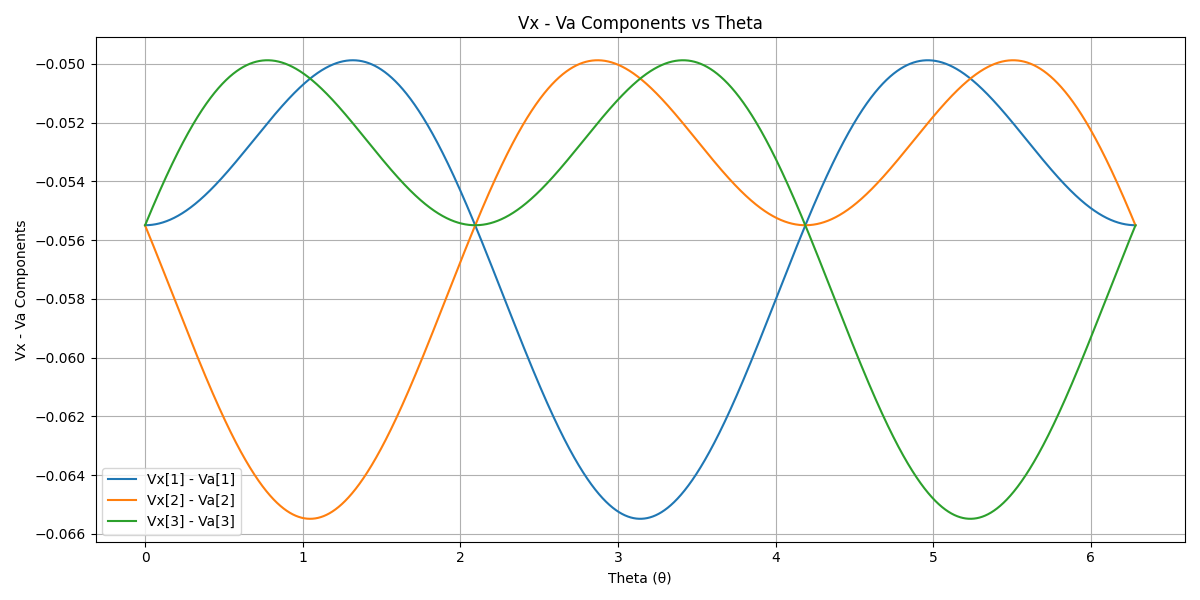 Vx - Va Components vs Theta
Vx - Va Components
−0.050
−0.052
−0.054
−0.056
−0.058
−0.060
−0.062
−0.064
−0.066
Vx[1] - Va[1]
Vx[2] - Va[2]
Vx[3] - Va[3]
0 1 2 3 4 5 6
Theta (θ)